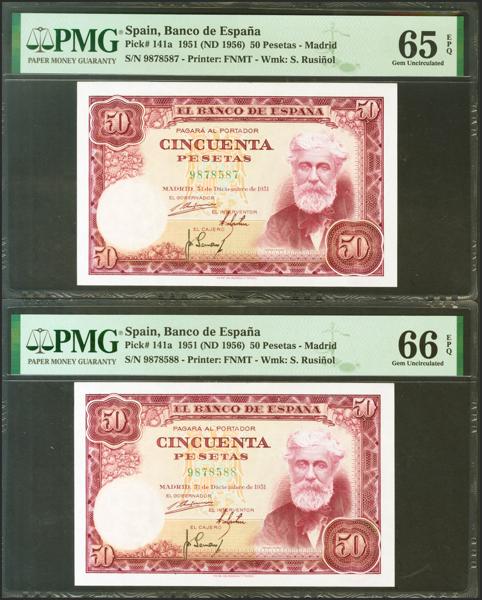 PMG
PAPER MONEY GUARANTY
Spain, Banco de España
Pick# 141a 1951 (ND 1956) 50 Pesetas - Madrid
S/N 9878587 - Printer: FNMT - Wmk: S. Rusiñol
65 EPQ
Gem Uncirculated
50
50
EL BANCO DE ESPAÑA
PAGARÁ AL PORTADOR
CINCUENTA
PESETAS
9878587
MADRID, 31 de Diciembre de 1951
EL GOBERNADOR
EL INTERVENTOR
EL CAJERO
50
50
PMG
PAPER MONEY GUARANTY
Spain, Banco de España
Pick# 141a 1951 (ND 1956) 50 Pesetas - Madrid
S/N 9878588 - Printer: FNMT - Wmk: S. Rusiñol
66 EPQ
Gem Uncirculated
50
50
EL BANCO DE ESPAÑA
PAGARÁ AL PORTADOR
CINCUENTA
PESETAS
9878588
MADRID, 31 de Diciembre de 1951
EL GOBERNADOR
EL INTERVENTOR
EL CAJERO
50
50